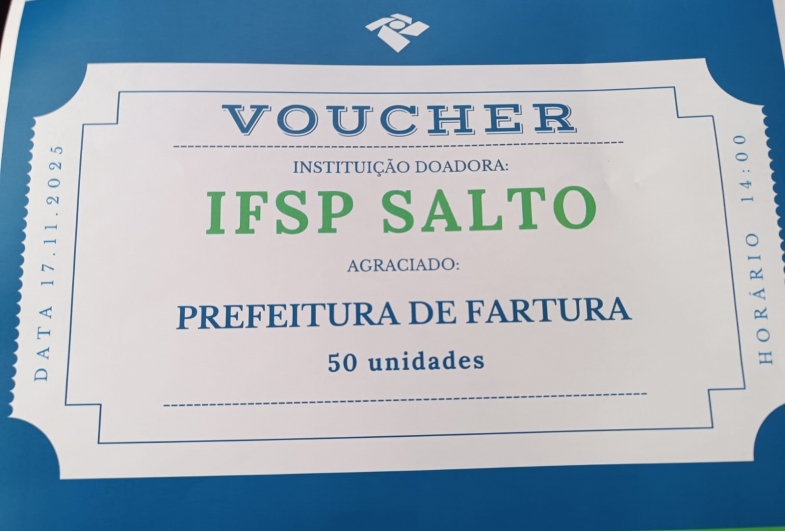 VOUCHER
INSTITUIÇÃO DOADORA:
IFSP SALTO
AGRACIADO:
PREFEITURA DE FARTURA
50 unidades
DATA 17.11.2025
HORÁRIO 14:00